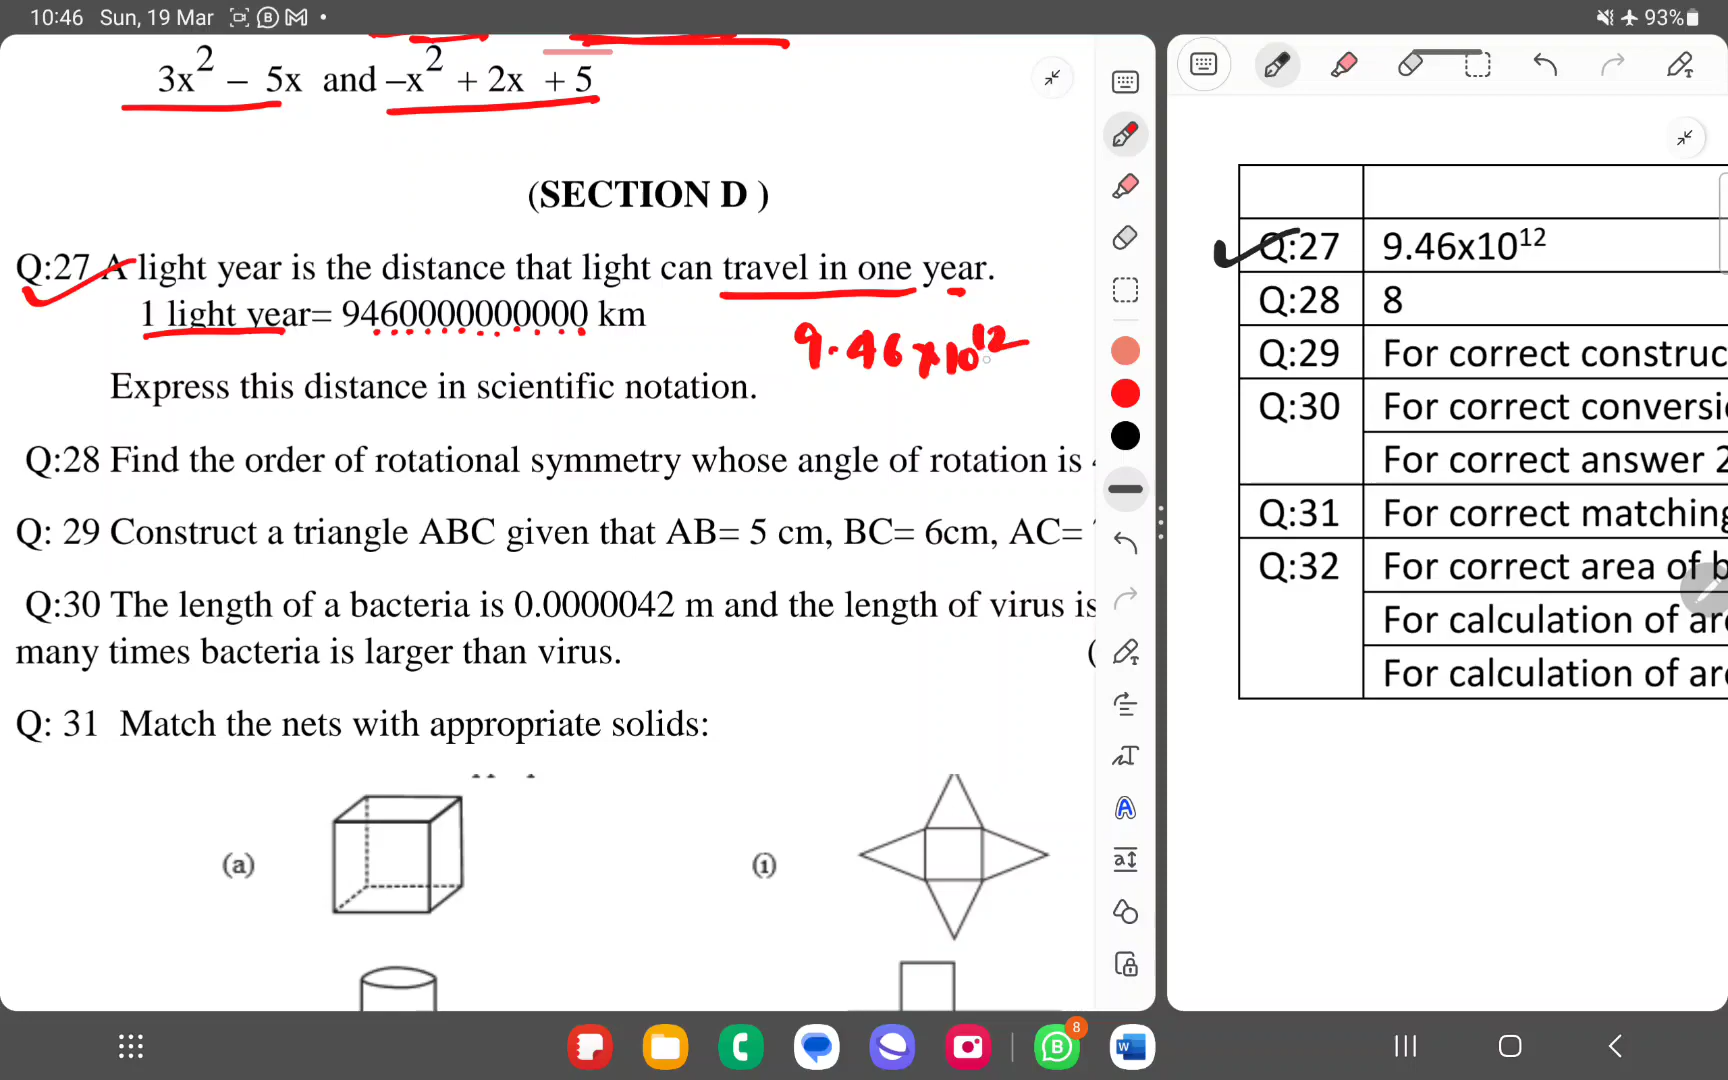 10:46 Sun, 19 Mar
93%
3x² – 5x and –x² + 2x + 5
(SECTION D )
Q:27 A light year is the distance that light can travel in one year.
1 light year= 9460000000000 km
9.46x10¹²
Express this distance in scientific notation.
Q:28 Find the order of rotational symmetry whose angle of rotation is
Q: 29 Construct a triangle ABC given that AB= 5 cm, BC= 6cm, AC=
Q:30 The length of a bacteria is 0.0000042 m and the length of virus is
many times bacteria is larger than virus. (
Q: 31 Match the nets with appropriate solids:
(a)
(i)
Q:27 9.46x10¹²
Q:28 8
Q:29 For correct construc
Q:30 For correct conversi
For correct answer 2
Q:31 For correct matching
Q:32 For correct area of b
For calculation of are
For calculation of are
8